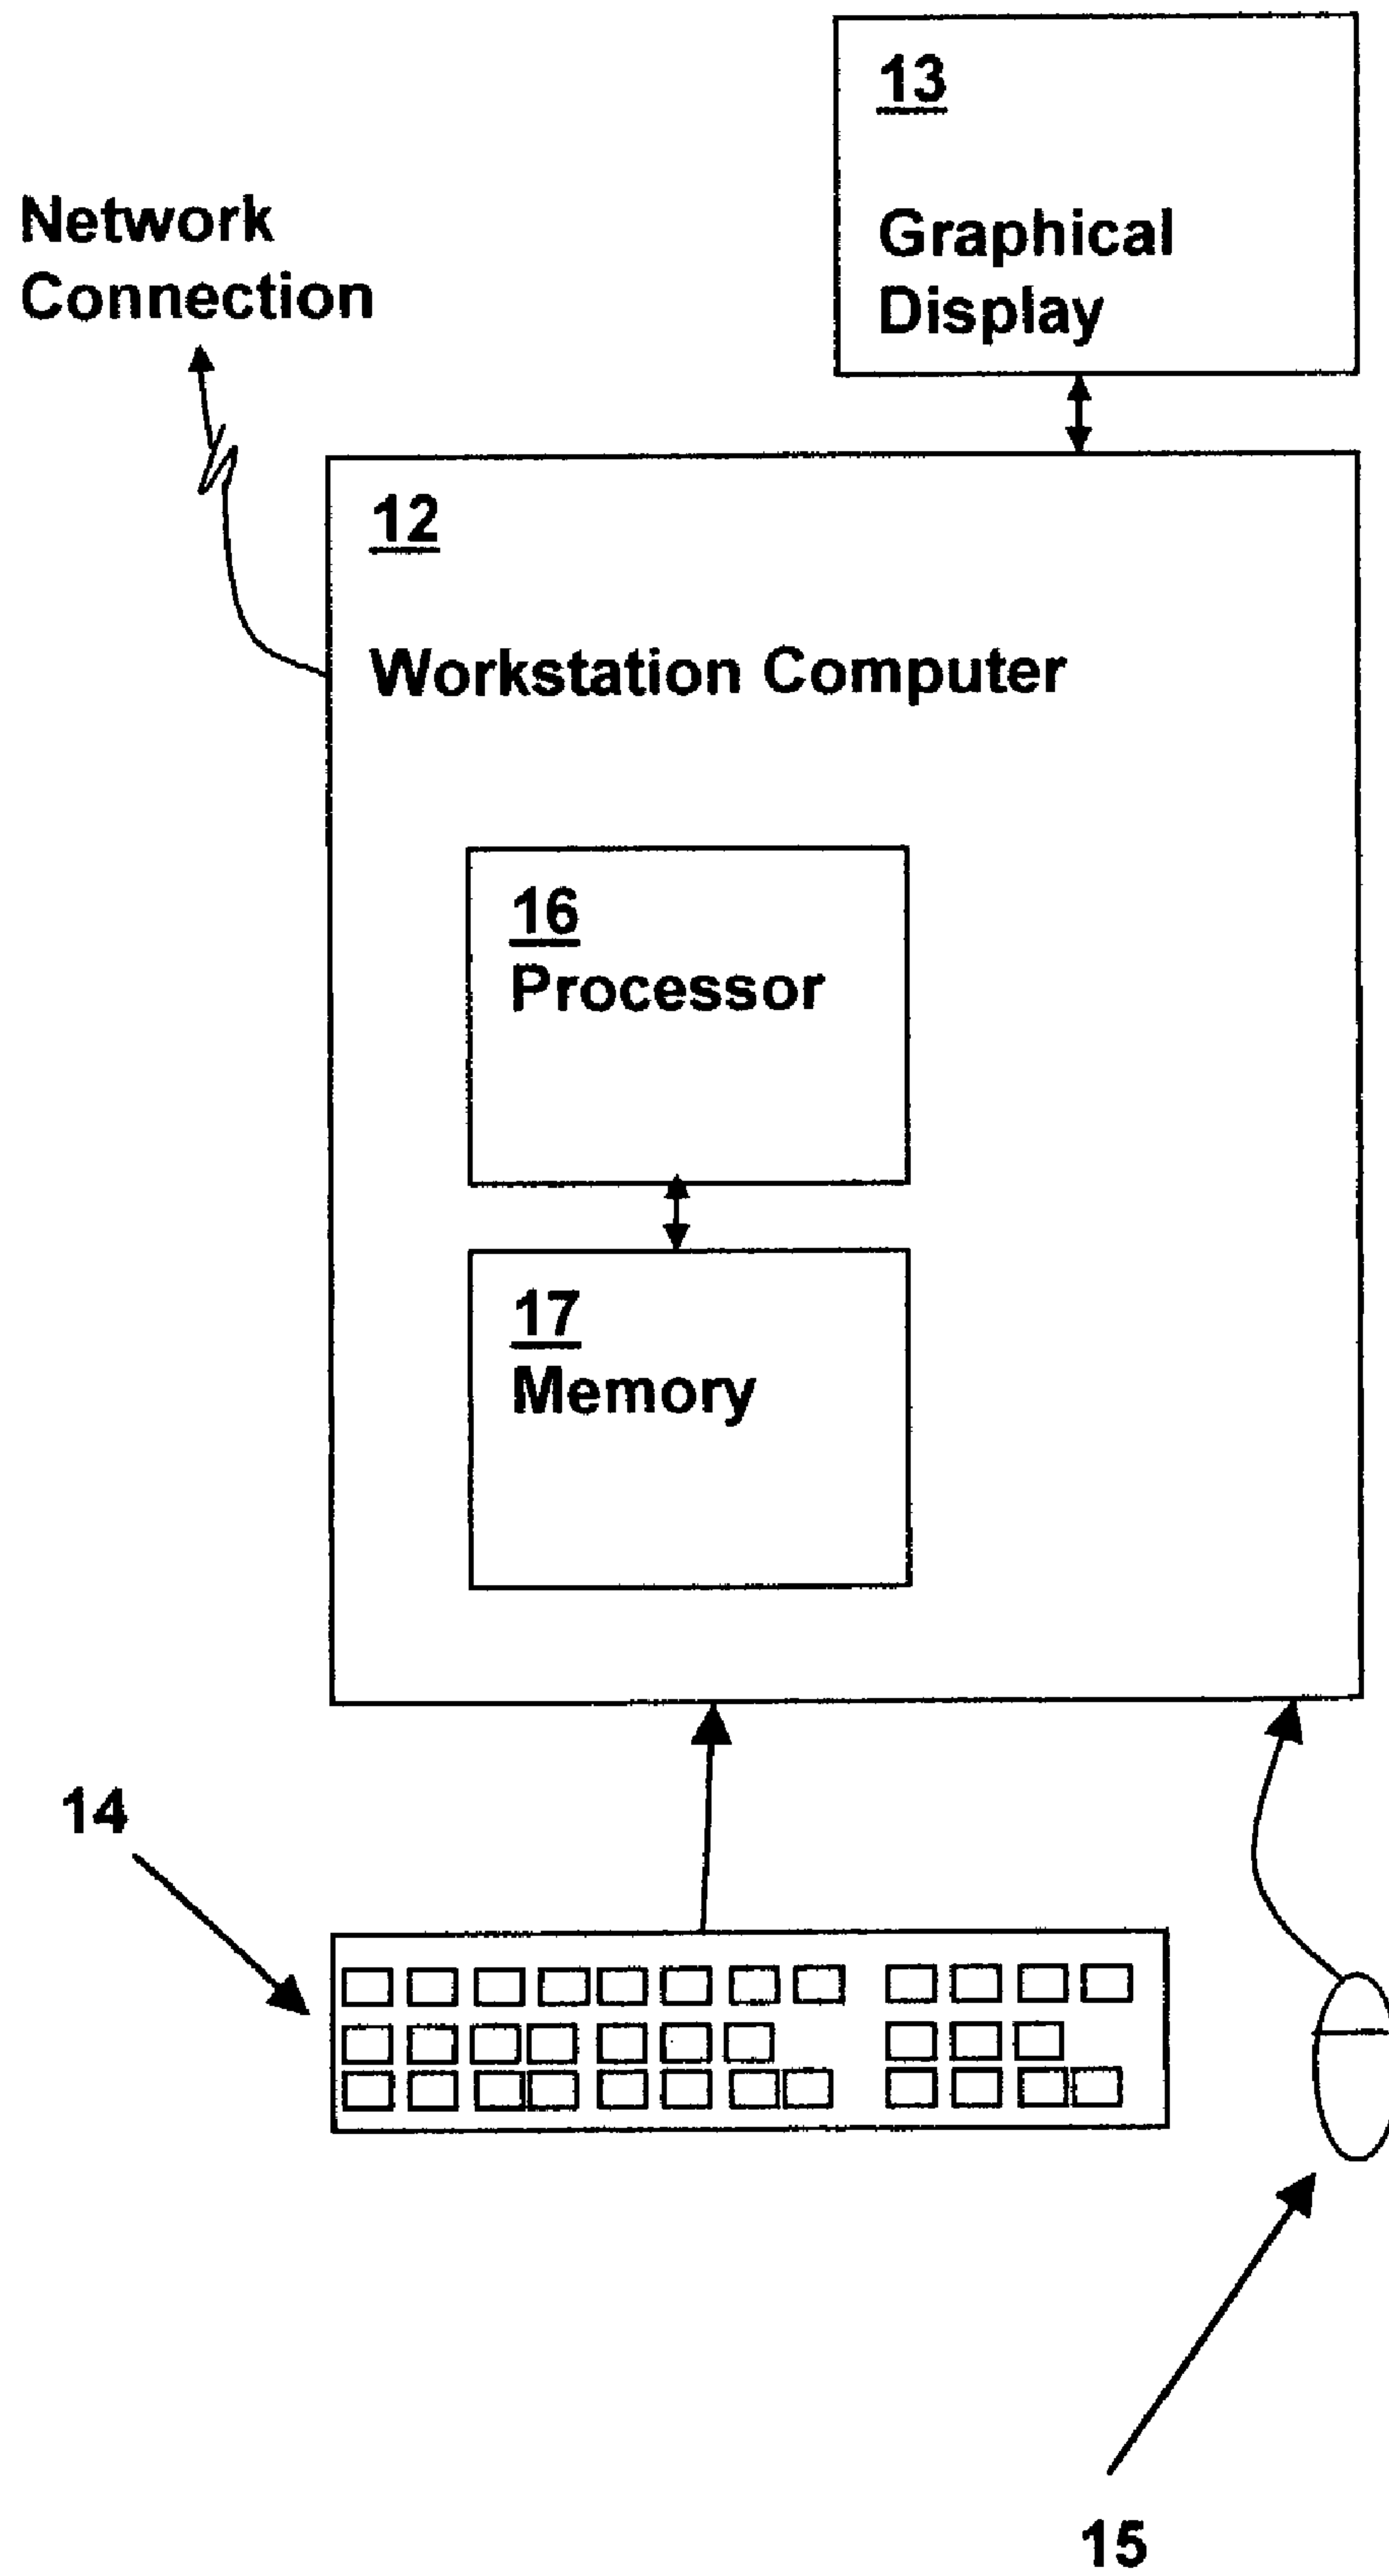 13
Graphical
Display
Network
Connection
12
Workstation Computer
16
Processor
17
Memory
14
15